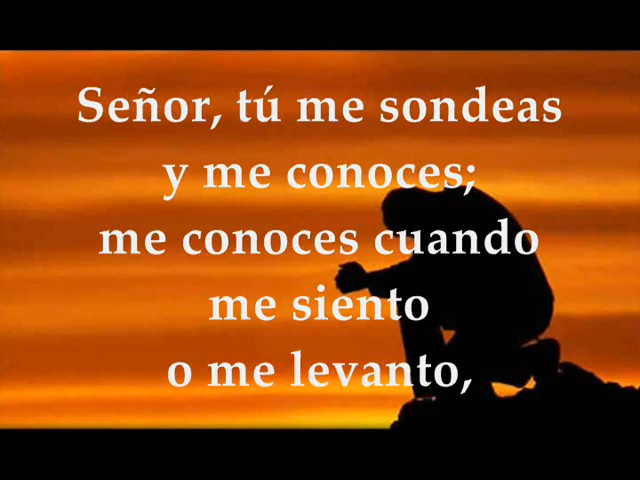 Señor, tú me sondeas
y me conoces;
me conoces cuando
me siento
o me levanto,